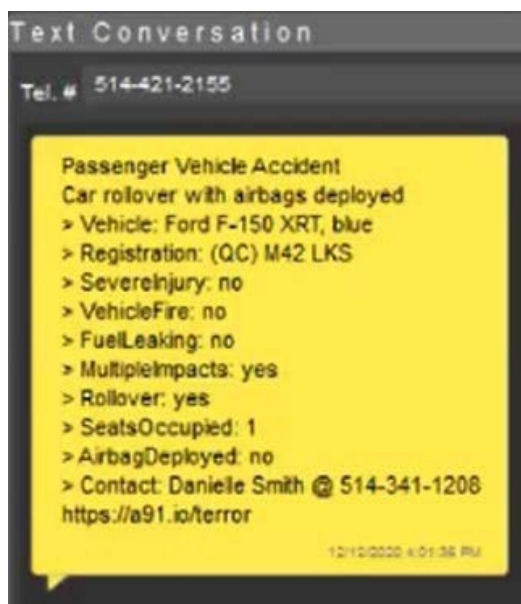 Text Conversation
Tel. # 514-421-2155
Passenger Vehicle Accident
Car rollover with airbags deployed
> Vehicle: Ford F-150 XRT, blue
> Registration: (QC) M42 LKS
> SevereInjury: no
> VehicleFire: no
> FuelLeaking: no
> MultipleImpacts: yes
> Rollover: yes
> SeatsOccupied: 1
> AirbagDeployed: no
> Contact: Danielle Smith @ 514-341-1208
https://a91.io/terror
12/12/2020 4:01:36 PM